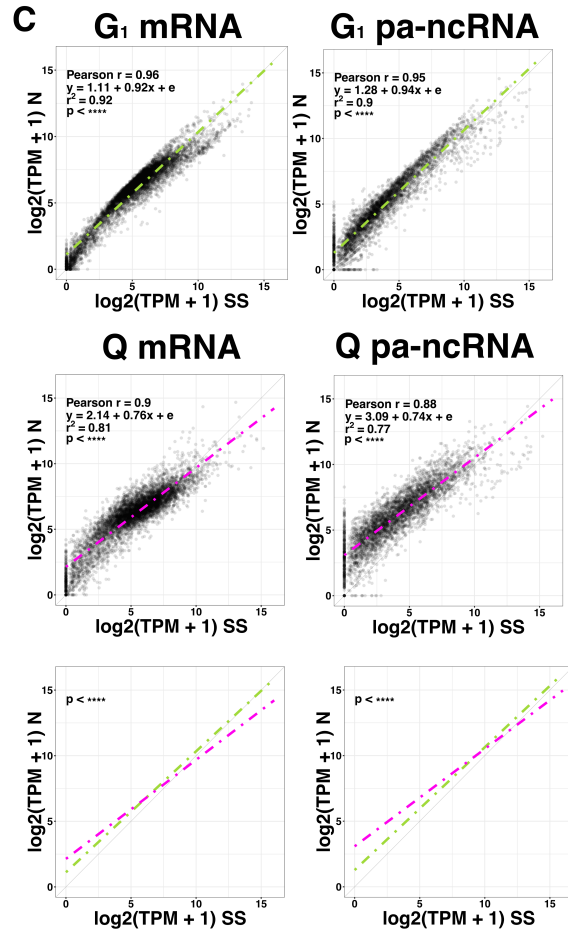 C
G₁ mRNA
G₁ pa-ncRNA
Pearson r = 0.96
y = 1.11 + 0.92x + e
r² = 0.92
p < ****
log2(TPM + 1) N
15
10
5
0
0
5
10
15
log2(TPM + 1) SS
Pearson r = 0.95
y = 1.28 + 0.94x + e
r² = 0.9
p < ****
log2(TPM + 1) N
15
10
5
0
0
5
10
15
log2(TPM + 1) SS
Q mRNA
Q pa-ncRNA
Pearson r = 0.9
y = 2.14 + 0.76x + e
r² = 0.81
p < ****
log2(TPM + 1) N
15
10
5
0
0
5
10
15
log2(TPM + 1) SS
Pearson r = 0.88
y = 3.09 + 0.74x + e
r² = 0.77
p < ****
log2(TPM + 1) N
15
10
5
0
0
5
10
15
log2(TPM + 1) SS
p < ****
log2(TPM + 1) N
15
10
5
0
0
5
10
15
log2(TPM + 1) SS
p < ****
log2(TPM + 1) N
15
10
5
0
0
5
10
15
log2(TPM + 1) SS